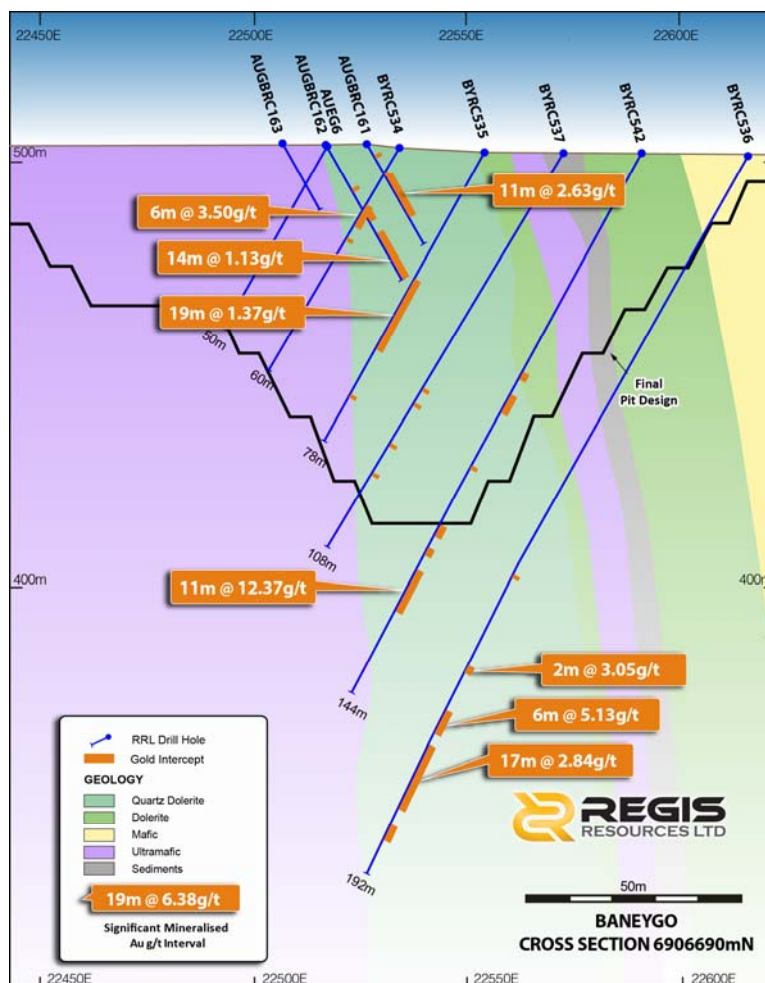 22450E
22500E
22550E
22600E
AUGBRC163
AUGBRC162
AUEG6
AUGBRC161
BYRC534
BYRC535
BYRC537
BYRC542
BYRC536
500m
11m @ 2.63g/t
6m @ 3.50g/t
14m @ 1.13g/t
19m @ 1.37g/t
50m
60m
Final
Pit Design
78m
108m
400m
400m
11m @ 12.37g/t
2m @ 3.05g/t
144m
6m @ 5.13g/t
17m @ 2.84g/t
192m
RRL Drill Hole
Gold Intercept
GEOLOGY
Quartz Dolerite
Dolerite
Mafic
Ultramafic
Sediments
19m @ 6.38g/t
Significant Mineralised
Au g/t Interval
REGIS
RESOURCES LTD
50m
BANEYGO
CROSS SECTION 6906690mN
22450E
22500E
22550E
22600E